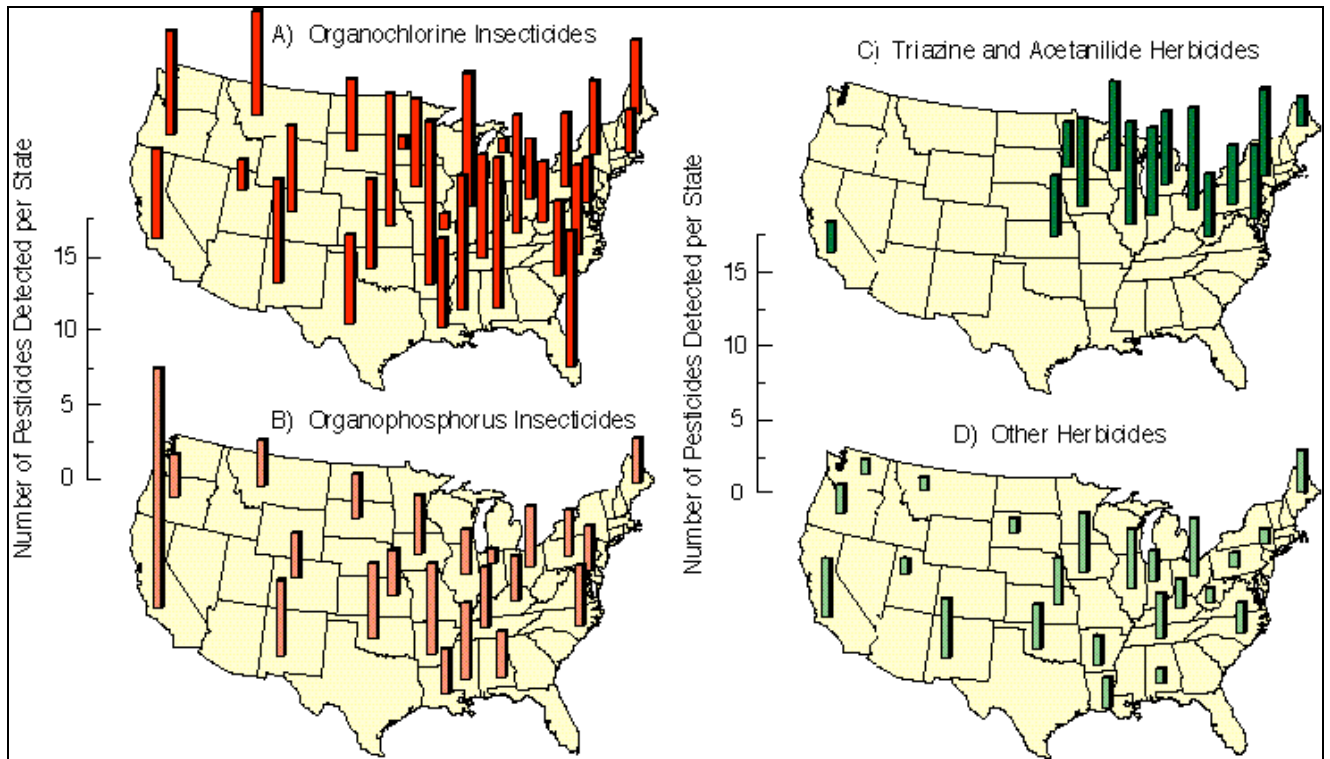 A) Organochlorine Insecticides
C) Triazine and Acetanilide Herbicides
Number of Pesticides Detected per State
15
10
5
0
Number of Pesticides Detected per State
15
10
5
0
B) Organophosphorus Insecticides
D) Other Herbicides